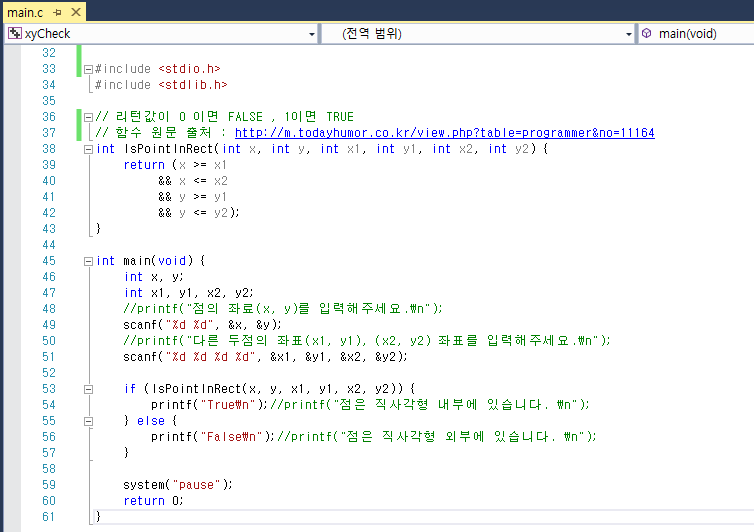 main.c
xyCheck (전역 범위) main(void)
32
33 #include <stdio.h>
34 #include <stdlib.h>
35
36 // 리턴값이 0 이면 FALSE , 1이면 TRUE
37 // 함수 원문 출처 : http://m.todayhumor.co.kr/view.php?table=programmer&no=11164
38 int IsPointInRect(int x, int y, int x1, int y1, int x2, int y2) {
39 return (x >= x1
40 && x <= x2
41 && y >= y1
42 && y <= y2);
43 }
44
45 int main(void) {
46 int x, y;
47 int x1, y1, x2, y2;
48 //printf("점의 좌료(x, y)를 입력해주세요.₩n");
49 scanf("%d %d", &x, &y);
50 //printf("다른 두점의 좌표(x1, y1), (x2, y2) 좌표를 입력해주세요.₩n");
51 scanf("%d %d %d %d", &x1, &y1, &x2, &y2);
52
53 if (IsPointInRect(x, y, x1, y1, x2, y2)) {
54 printf("True₩n");//printf("점은 직사각형 내부에 있습니다. ₩n");
55 } else {
56 printf("False₩n");//printf("점은 직사각형 외부에 있습니다. ₩n");
57 }
58
59 system("pause");
60 return 0;
61 }